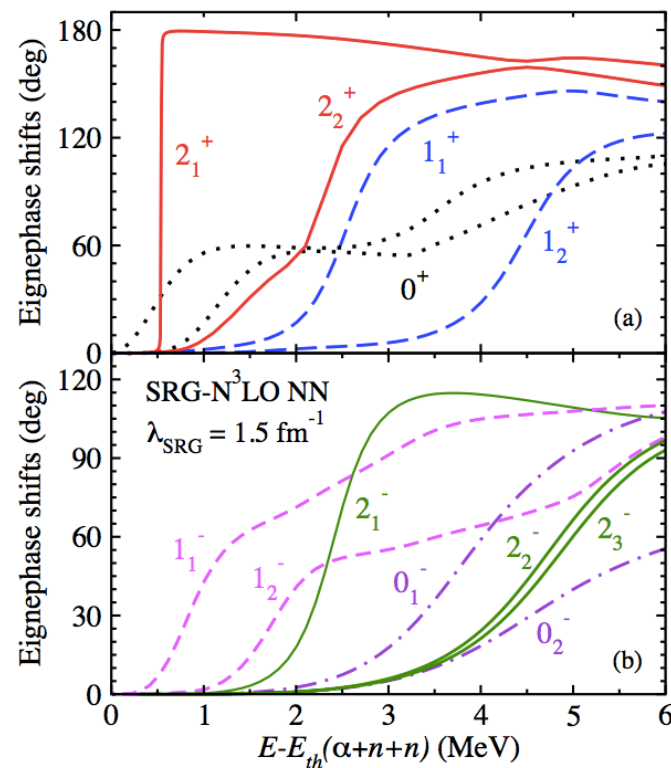 180
120
60
0
Eignephase shifts (deg)
2₁⁺
2₂⁺
1₁⁺
1₂⁺
0⁺
(a)
120
90
60
30
0
Eignephase shifts (deg)
SRG-N³LO NN
λ_SRG = 1.5 fm⁻¹
1₁⁻
1₂⁻
2₁⁻
0₁⁻
2₂⁻
2₃⁻
0₂⁻
(b)
0 1 2 3 4 5 6
E-E_th(α+n+n) (MeV)